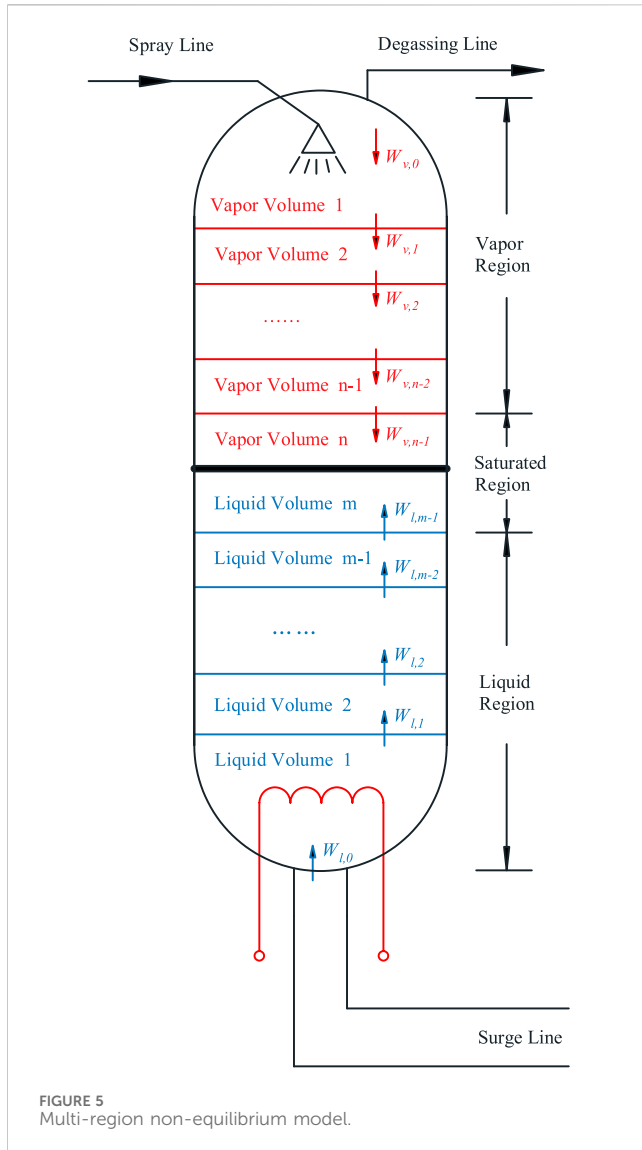 Spray Line
Degassing Line
W_{v,0}
Vapor Volume 1
W_{v,1}
Vapor Volume 2
W_{v,2}
Vapor
Region
......
W_{v,n-2}
Vapor Volume n-1
W_{v,n-1}
Vapor Volume n
Saturated
Region
Liquid Volume m
W_{l,m-1}
Liquid Volume m-1
W_{l,m-2}
... ...
W_{l,2}
Liquid
Region
Liquid Volume 2
W_{l,1}
Liquid Volume 1
W_{l,0}
Surge Line
FIGURE 5
Multi-region non-equilibrium model.